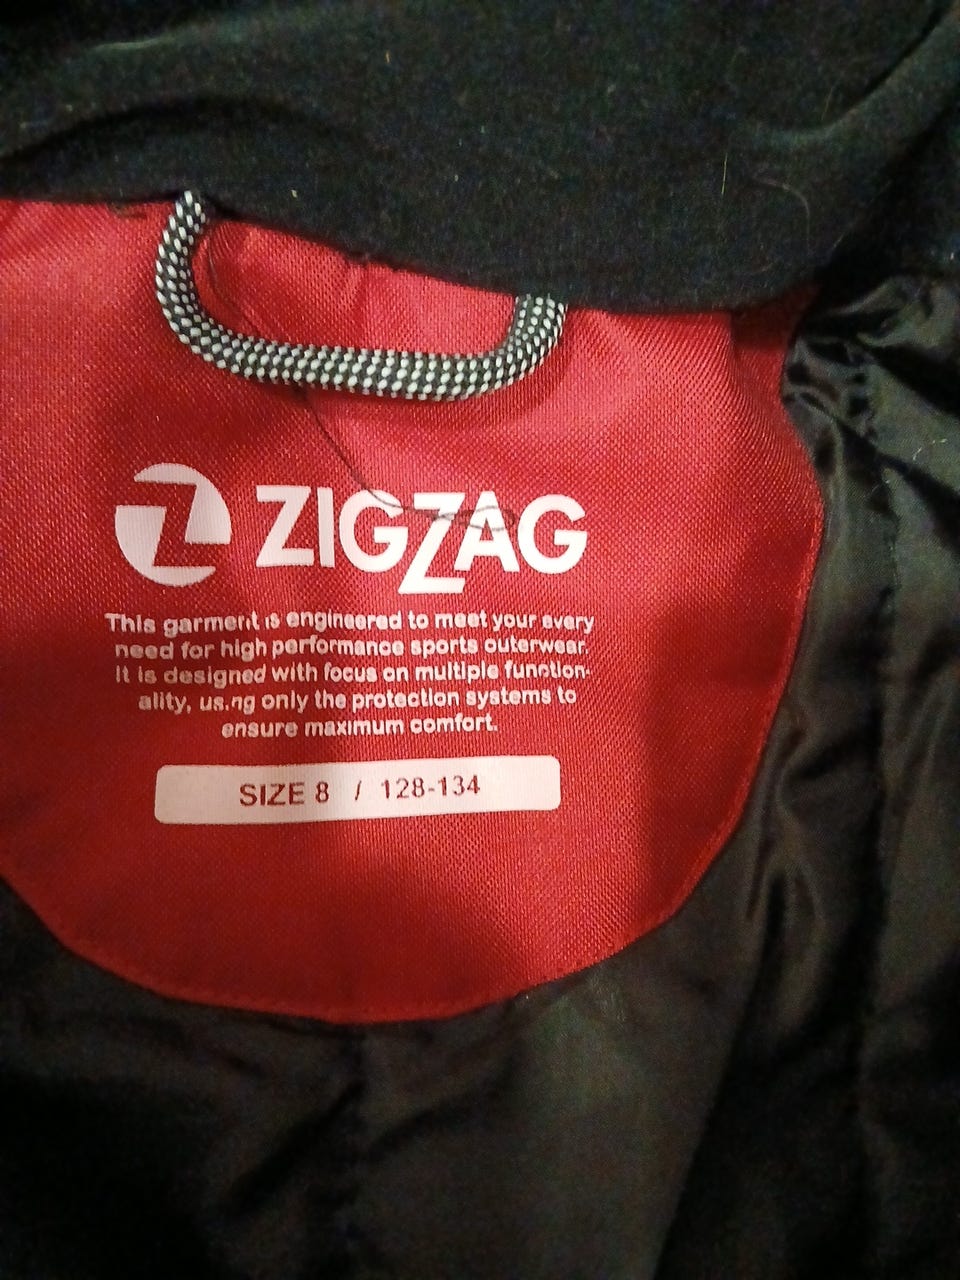 Z ZIGZAG
This garment is engineered to meet your every
need for high performance sports outerwear.
It is designed with focus on multiple function-
ality, using only the protection systems to
ensure maximum comfort.
SIZE 8 / 128-134